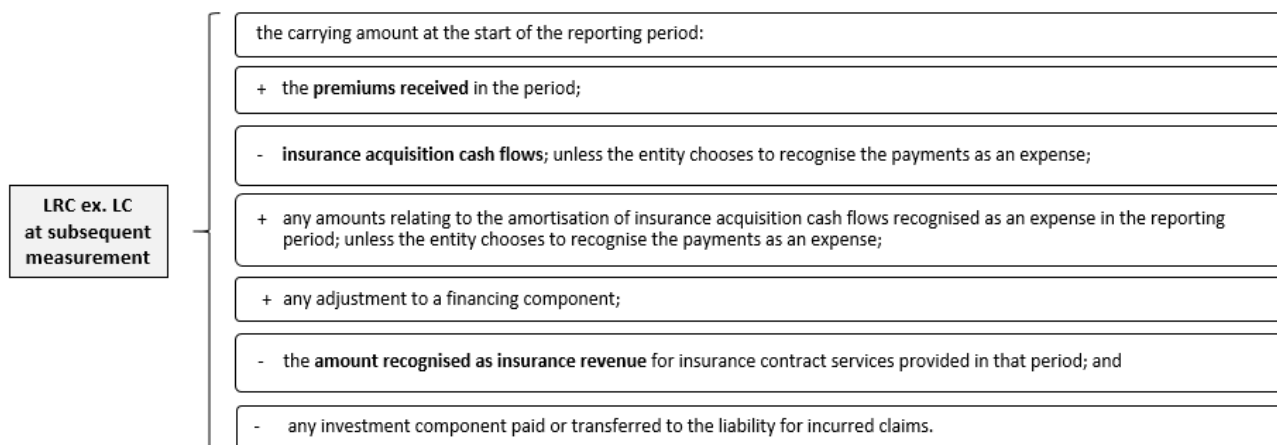 the carrying amount at the start of the reporting period:
+ the premiums received in the period;
- insurance acquisition cash flows; unless the entity chooses to recognise the payments as an expense;
LRC ex. LC
at subsequent
measurement
+ any amounts relating to the amortisation of insurance acquisition cash flows recognised as an expense in the reporting
period; unless the entity chooses to recognise the payments as an expense;
+ any adjustment to a financing component;
- the amount recognised as insurance revenue for insurance contract services provided in that period; and
- any investment component paid or transferred to the liability for incurred claims.